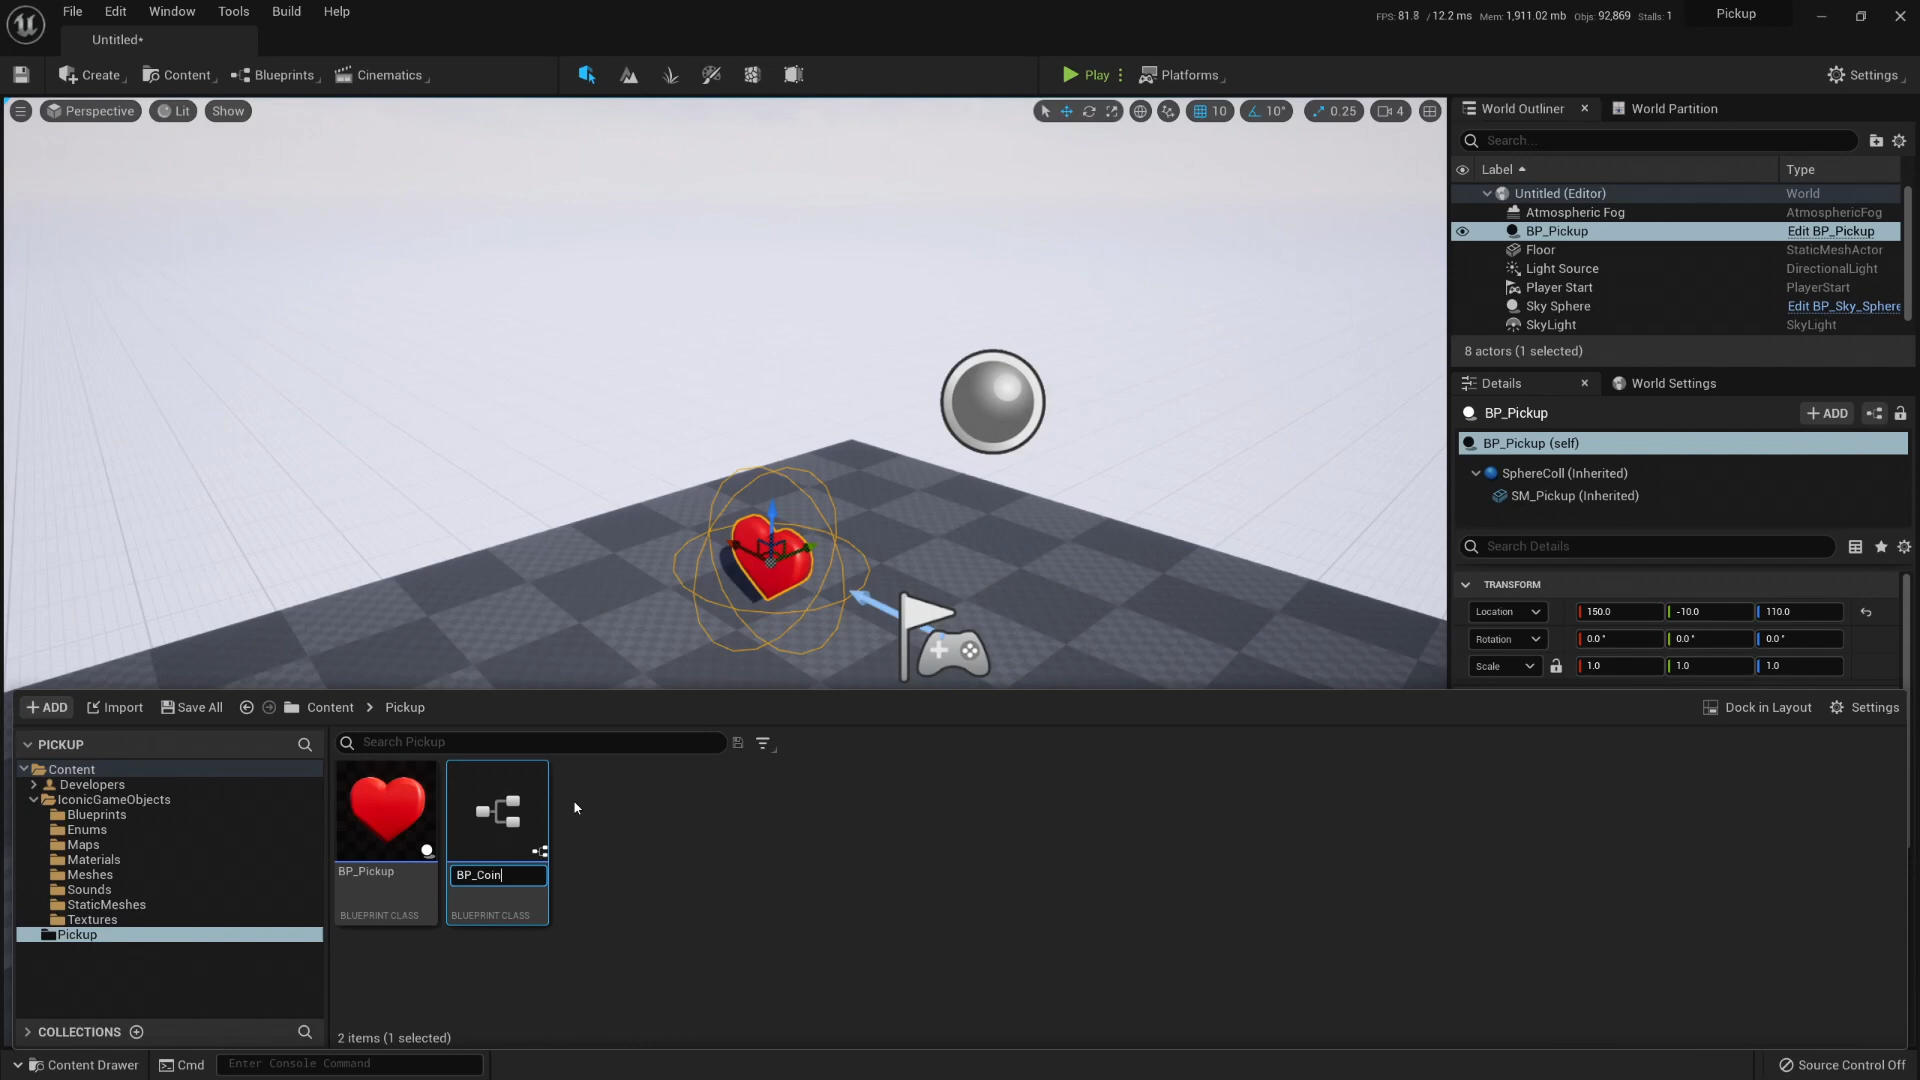 File Edit Window Tools Build Help
FPS: 81.8 / 12.2 ms Mem: 1,911.02 mb Objs: 92,869 Stalls: 1
Pickup
Untitled*
Create Content Blueprints Cinematics
Play Platforms
Settings
Perspective Lit Show
10 10° 0.25 4
World Outliner World Partition
Search...
Label Type
Untitled (Editor) World
Atmospheric Fog AtmosphericFog
BP_Pickup Edit BP_Pickup
Floor StaticMeshActor
Light Source DirectionalLight
Player Start PlayerStart
Sky Sphere Edit BP_Sky_Sphere
SkyLight SkyLight
8 actors (1 selected)
Details World Settings
BP_Pickup ADD
BP_Pickup (self)
SphereColl (Inherited)
SM_Pickup (Inherited)
Search Details
TRANSFORM
Location 150.0 -10.0 110.0
Rotation 0.0 ° 0.0 ° 0.0 °
Scale 1.0 1.0 1.0
ADD Import Save All Content Pickup
Dock in Layout Settings
PICKUP
Search Pickup
Content
Developers
IconicGameObjects
Blueprints
Enums
Maps
Materials
Meshes
Sounds
StaticMeshes
Textures
Pickup
COLLECTIONS
BP_Pickup
BLUEPRINT CLASS
BP_Coin
BLUEPRINT CLASS
2 items (1 selected)
Content Drawer Cmd Enter Console Command
Source Control Off